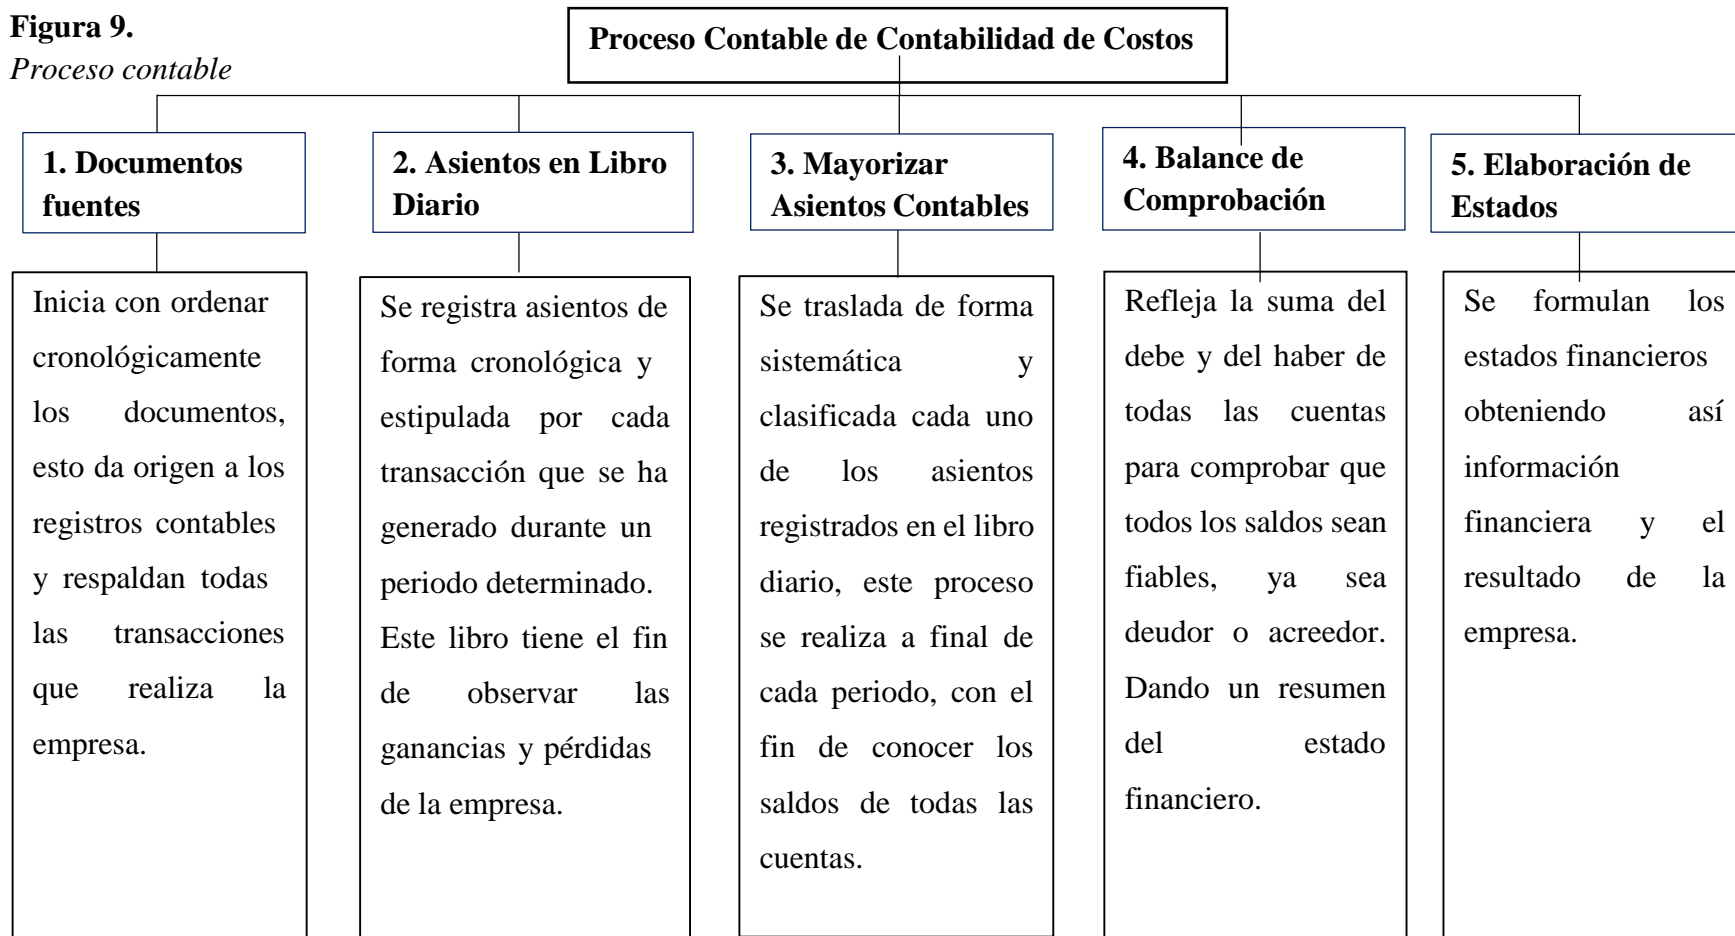 Figura 9.
Proceso contable
Proceso Contable de Contabilidad de Costos
1. Documentos
fuentes
Inicia con ordenar
cronológicamente
los documentos,
esto da origen a los
registros contables
y respaldan todas
las transacciones
que realiza la
empresa.
2. Asientos en Libro
Diario
Se registra asientos de
forma cronológica y
estipulada por cada
transacción que se ha
generado durante un
periodo determinado.
Este libro tiene el fin
de observar las
ganancias y pérdidas
de la empresa.
3. Mayorizar
Asientos Contables
Se traslada de forma
sistemática y
clasificada cada uno
de los asientos
registrados en el libro
diario, este proceso
se realiza a final de
cada periodo, con el
fin de conocer los
saldos de todas las
cuentas.
4. Balance de
Comprobación
Refleja la suma del
debe y del haber de
todas las cuentas
para comprobar que
todos los saldos sean
fiables, ya sea
deudor o acreedor.
Dando un resumen
del estado
financiero.
5. Elaboración de
Estados
Se formulan los
estados financieros
obteniendo así
información
financiera y el
resultado de la
empresa.